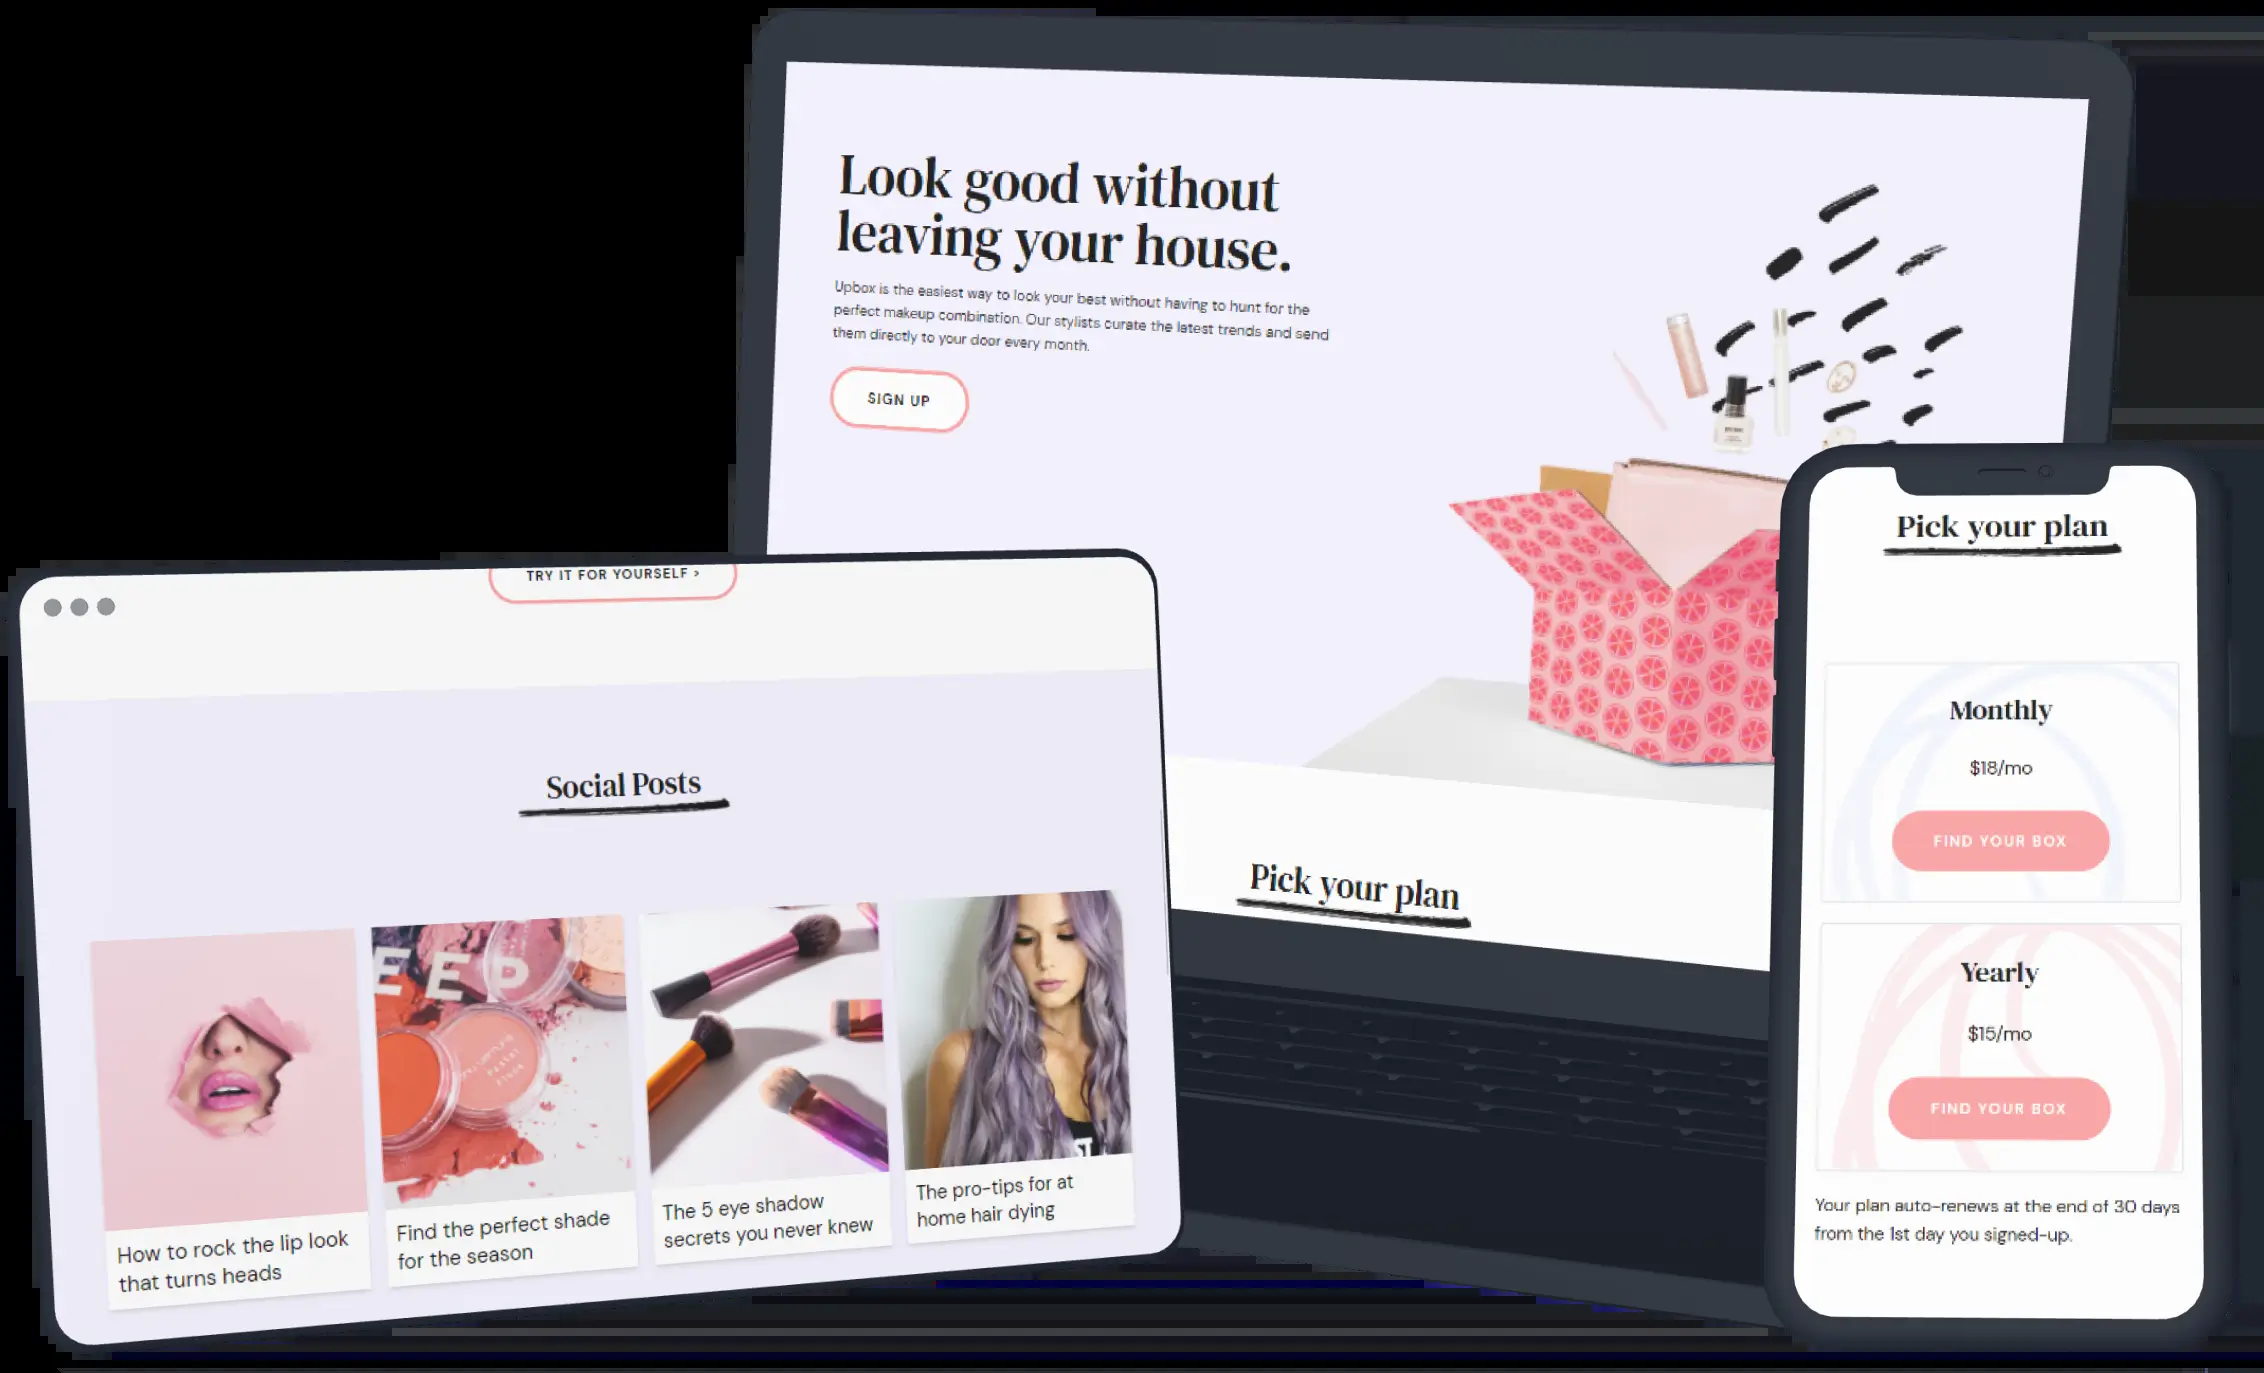 Look good without
leaving your house.
Upbox is the easiest way to look your best without having to hunt for the
perfect makeup combination. Our stylists curate the latest trends and send
them directly to your door every month.
SIGN UP
Pick your plan
TRY IT FOR YOURSELF >
Social Posts
EEP
How to rock the lip look
that turns heads
Find the perfect shade
for the season
The 5 eye shadow
secrets you never knew
ST
The pro-tips for at
home hair dying
Pick your plan
Monthly
$18/mo
FIND YOUR BOX
Yearly
$15/mo
FIND YOUR BOX
Your plan auto-renews at the end of 30 days
from the 1st day you signed-up.